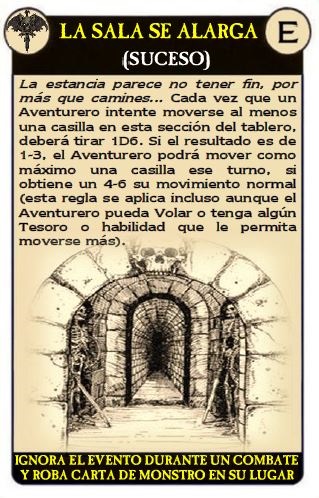 LA SALA SE ALARGA
E
(SUCESO)
La estancia parece no tener fin, por
más que camines... Cada vez que un
Aventurero intente moverse al menos
una casilla en esta sección del tablero,
deberá tirar 1D6. Si el resultado es de
1-3, el Aventurero podrá mover como
máximo una casilla ese turno, si
obtiene un 4-6 su movimiento normal
(esta regla se aplica incluso aunque el
Aventurero pueda Volar o tenga algún
Tesoro o habilidad que le permita
moverse más).
IGNORA EL EVENTO DURANTE UN COMBATE
Y ROBA CARTA DE MONSTRO EN SU LUGAR